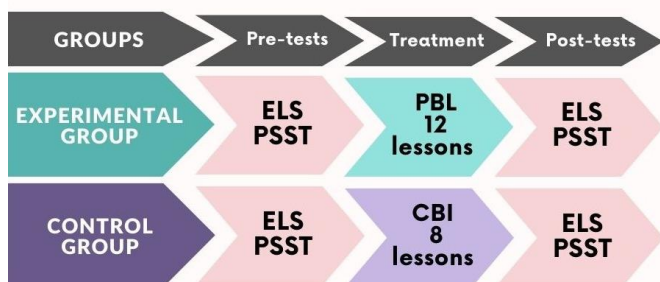 GROUPS
Pre-tests
Treatment
Post-tests
EXPERIMENTAL
GROUP
ELS
PSST
PBL
12
lessons
ELS
PSST
CONTROL
GROUP
ELS
PSST
CBI
8
lessons
ELS
PSST